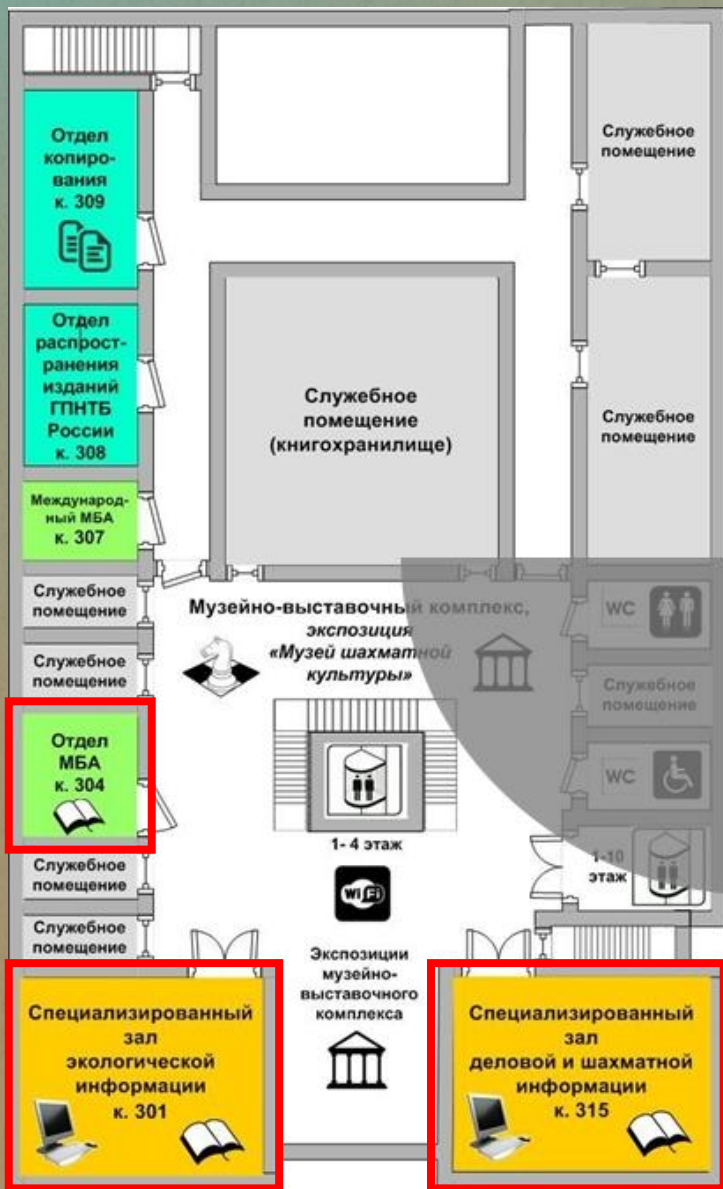 Отдел
копиро-
вания
к. 309
Служебное
помещение
Отдел
распрост-
ранения
изданий
ГПНТБ
России
к. 308
Служебное
помещение
(книгохранилище)
Служебное
помещение
Международ-
ный МБА
к. 307
Служебное
помещение
Музейно-выставочный комплекс,
экспозиция
«Музей шахматной
культуры»
WC
Служебное
помещение
Служебное
помещение
Отдел
МБА
к. 304
WC
1- 4 этаж
1-10
этаж
Служебное
помещение
WiFi
Служебное
помещение
Экспозиции
музейно-
выставочного
комплекса
Специализированный
зал
экологической
информации
к. 301
Специализированный
зал
деловой и шахматной
информации
к. 315